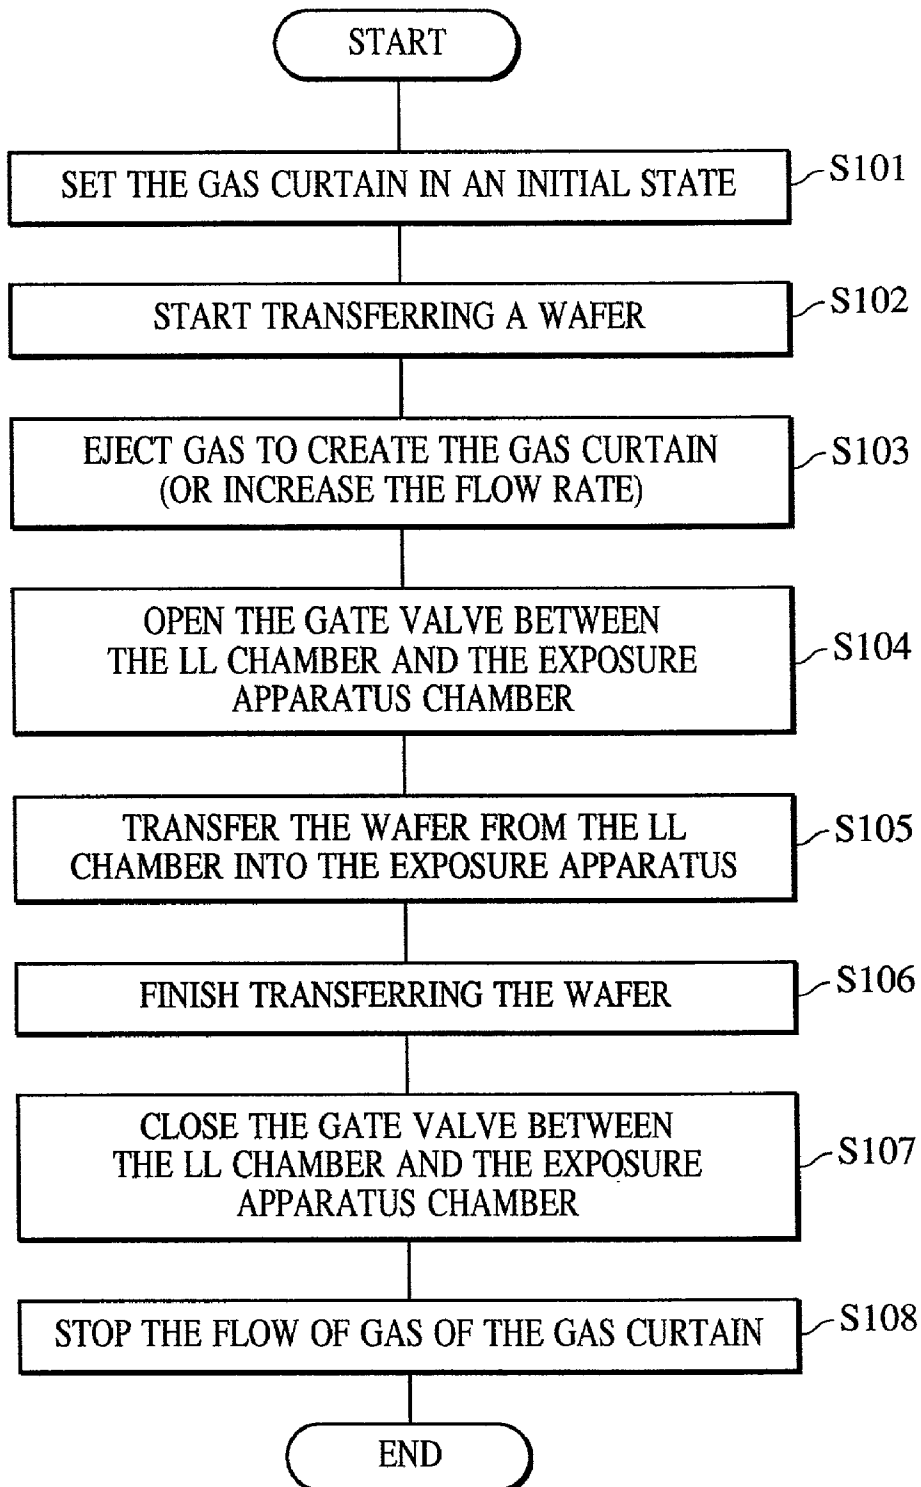 START
SET THE GAS CURTAIN IN AN INITIAL STATE
S101
START TRANSFERRING A WAFER
S102
EJECT GAS TO CREATE THE GAS CURTAIN
(OR INCREASE THE FLOW RATE)
S103
OPEN THE GATE VALVE BETWEEN
THE LL CHAMBER AND THE EXPOSURE
APPARATUS CHAMBER
S104
TRANSFER THE WAFER FROM THE LL
CHAMBER INTO THE EXPOSURE APPARATUS
S105
FINISH TRANSFERRING THE WAFER
S106
CLOSE THE GATE VALVE BETWEEN
THE LL CHAMBER AND THE EXPOSURE
APPARATUS CHAMBER
S107
STOP THE FLOW OF GAS OF THE GAS CURTAIN
S108
END